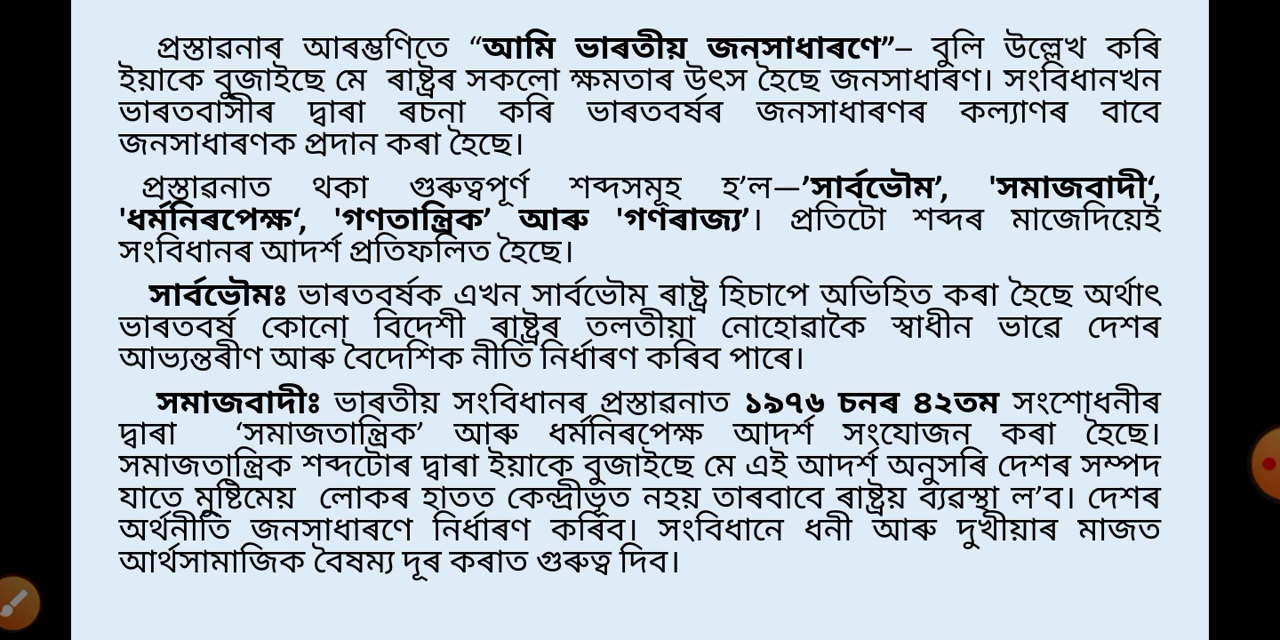 প্ৰস্তাৱনাৰ আৰম্ভণিতে “আমি ভাৰতীয় জনসাধাৰণে”– বুলি উল্লেখ কৰি
ইয়াকে বুজাইছে মে ৰাষ্ট্ৰৰ সকলো ক্ষমতাৰ উৎস হৈছে জনসাধাৰণ। সংবিধানখন
ভাৰতবাসীৰ দ্বাৰা ৰচনা কৰি ভাৰতবৰ্ষৰ জনসাধাৰণৰ কল্যাণৰ বাবে
জনসাধাৰণক প্ৰদান কৰা হৈছে।
প্ৰস্তাৱনাত থকা গুৰুত্বপূৰ্ণ শব্দসমূহ হ’ল—’সাৰ্বভৌম’, 'সমাজবাদী‘,
'ধৰ্মনিৰপেক্ষ‘, 'গণতান্ত্ৰিক’ আৰু 'গণৰাজ্য’। প্ৰতিটো শব্দৰ মাজেদিয়েই
সংবিধানৰ আদৰ্শ প্ৰতিফলিত হৈছে।
সাৰ্বভৌমঃ ভাৰতবৰ্ষক এখন সাৰ্বভৌম ৰাষ্ট্ৰ হিচাপে অভিহিত কৰা হৈছে অৰ্থাৎ
ভাৰতবৰ্ষ কোনো বিদেশী ৰাষ্ট্ৰৰ তলতীয়া নোহোৱাকৈ স্বাধীন ভাৱে দেশৰ
আভ্যন্তৰীণ আৰু বৈদেশিক নীতি নিৰ্ধাৰণ কৰিব পাৰে।
সমাজবাদীঃ ভাৰতীয় সংবিধানৰ প্ৰস্তাৱনাত ১৯৭৬ চনৰ ৪২তম সংশোধনীৰ
দ্বাৰা ‘সমাজতান্ত্ৰিক’ আৰু ধৰ্মনিৰপেক্ষ আদৰ্শ সংযোজন কৰা হৈছে।
সমাজতান্ত্ৰিক শব্দটোৰ দ্বাৰা ইয়াকে বুজাইছে মে এই আদৰ্শ অনুসৰি দেশৰ সম্পদ
যাতে মুষ্টিমেয় লোকৰ হাতত কেন্দ্ৰীভূত নহয় তাৰবাবে ৰাষ্ট্ৰয় ব্যৱস্থা ল’ব। দেশৰ
অৰ্থনীতি জনসাধাৰণে নিৰ্ধাৰণ কৰিব। সংবিধানে ধনী আৰু দুখীয়াৰ মাজত
আৰ্থসামাজিক বৈষম্য দূৰ কৰাত গুৰুত্ব দিব।